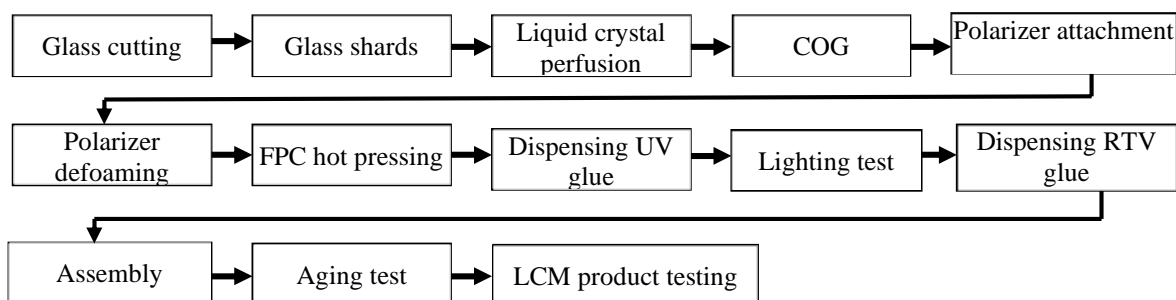 Glass cutting
Glass shards
Liquid crystal
perfusion
COG
Polarizer attachment
Polarizer
defoaming
FPC hot pressing
Dispensing UV
glue
Lighting test
Dispensing RTV
glue
Assembly
Aging test
LCM product testing